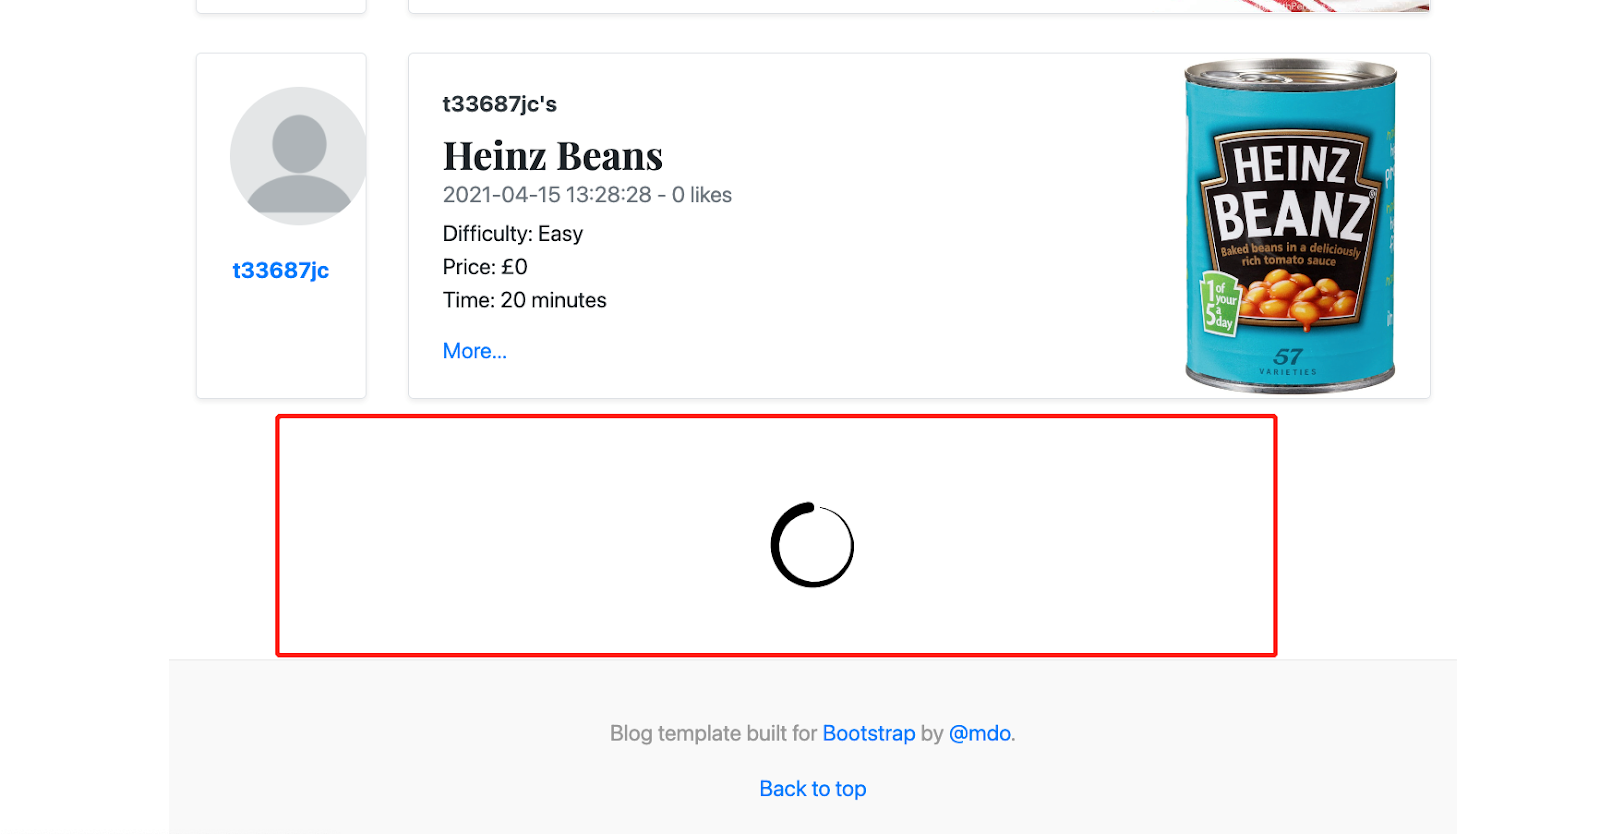 t33687jc
t33687jc's
Heinz Beans
2021-04-15 13:28:28 - 0 likes
Difficulty: Easy
Price: £0
Time: 20 minutes
More...
HEINZ
BEANZ
Baked beans in a deliciously
rich tomato sauce
1 of
your
5 a
day
57
VARIETIES
Blog template built for Bootstrap by @mdo.
Back to top